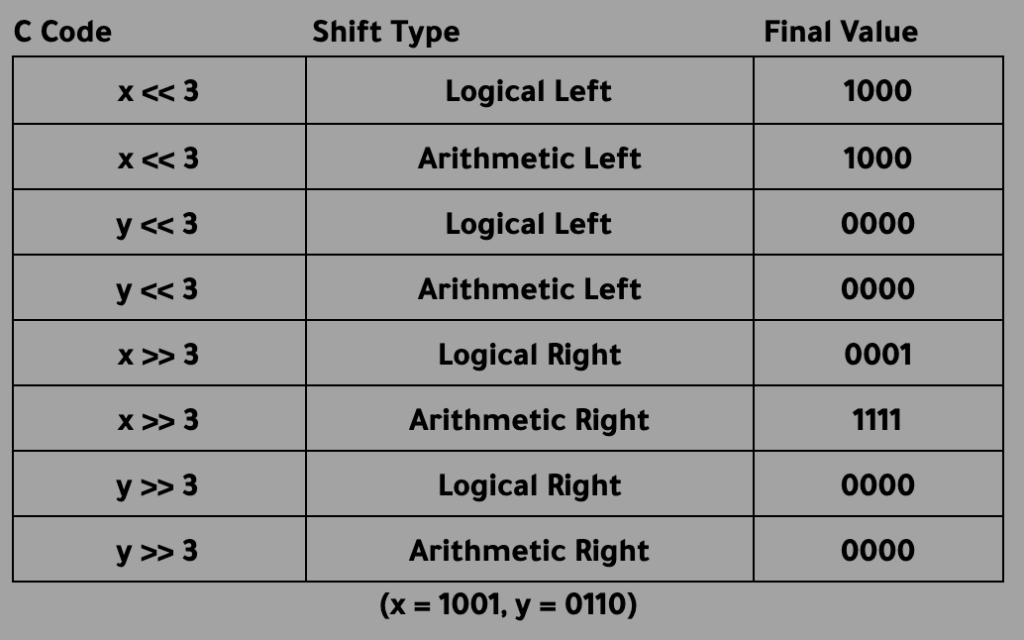 C Code Shift Type Final Value
x << 3 Logical Left 1000
x << 3 Arithmetic Left 1000
y << 3 Logical Left 0000
y << 3 Arithmetic Left 0000
x >> 3 Logical Right 0001
x >> 3 Arithmetic Right 1111
y >> 3 Logical Right 0000
y >> 3 Arithmetic Right 0000
(x = 1001, y = 0110)